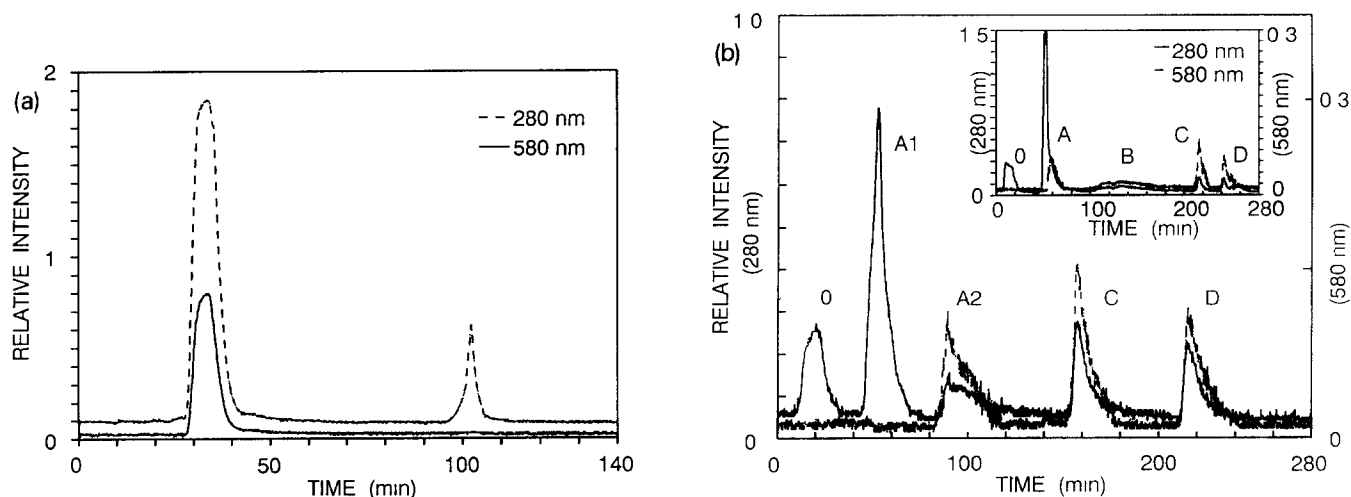 (a)
RELATIVE INTENSITY
2
1
0
280 nm
580 nm
0 50 100 140
TIME (min)
(b)
RELATIVE INTENSITY
(280 nm)
1 0
0
0
A1
A2
C
D
0 3
0
(580 nm)
0 100 200 280
TIME (min)
1 5
0
(280 nm)
280 nm
580 nm
0
A
B
C
D
0 3
0
(580 nm)
0 100 200 280
TIME (min)